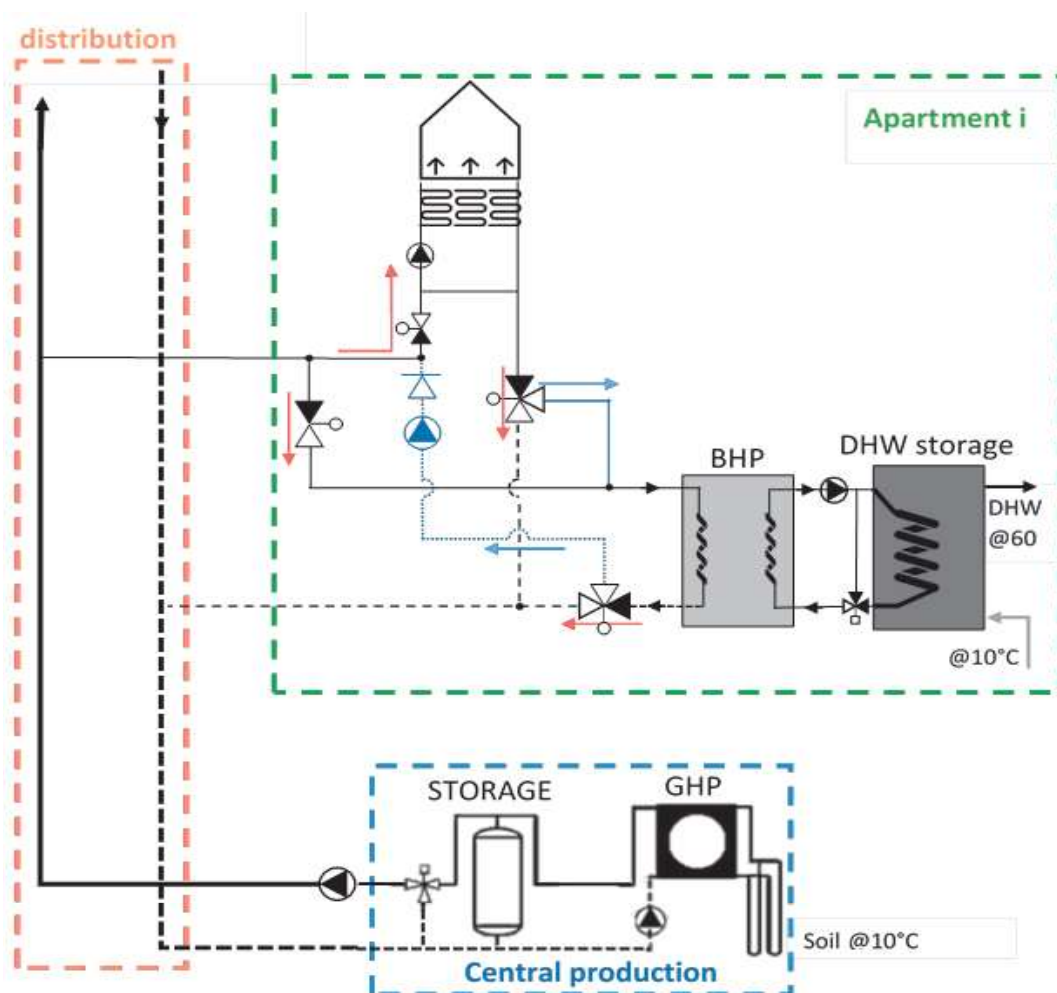 distribution
Apartment i
BHP
DHW storage
DHW
@60
@10°C
STORAGE
GHP
Soil @10°C
Central production